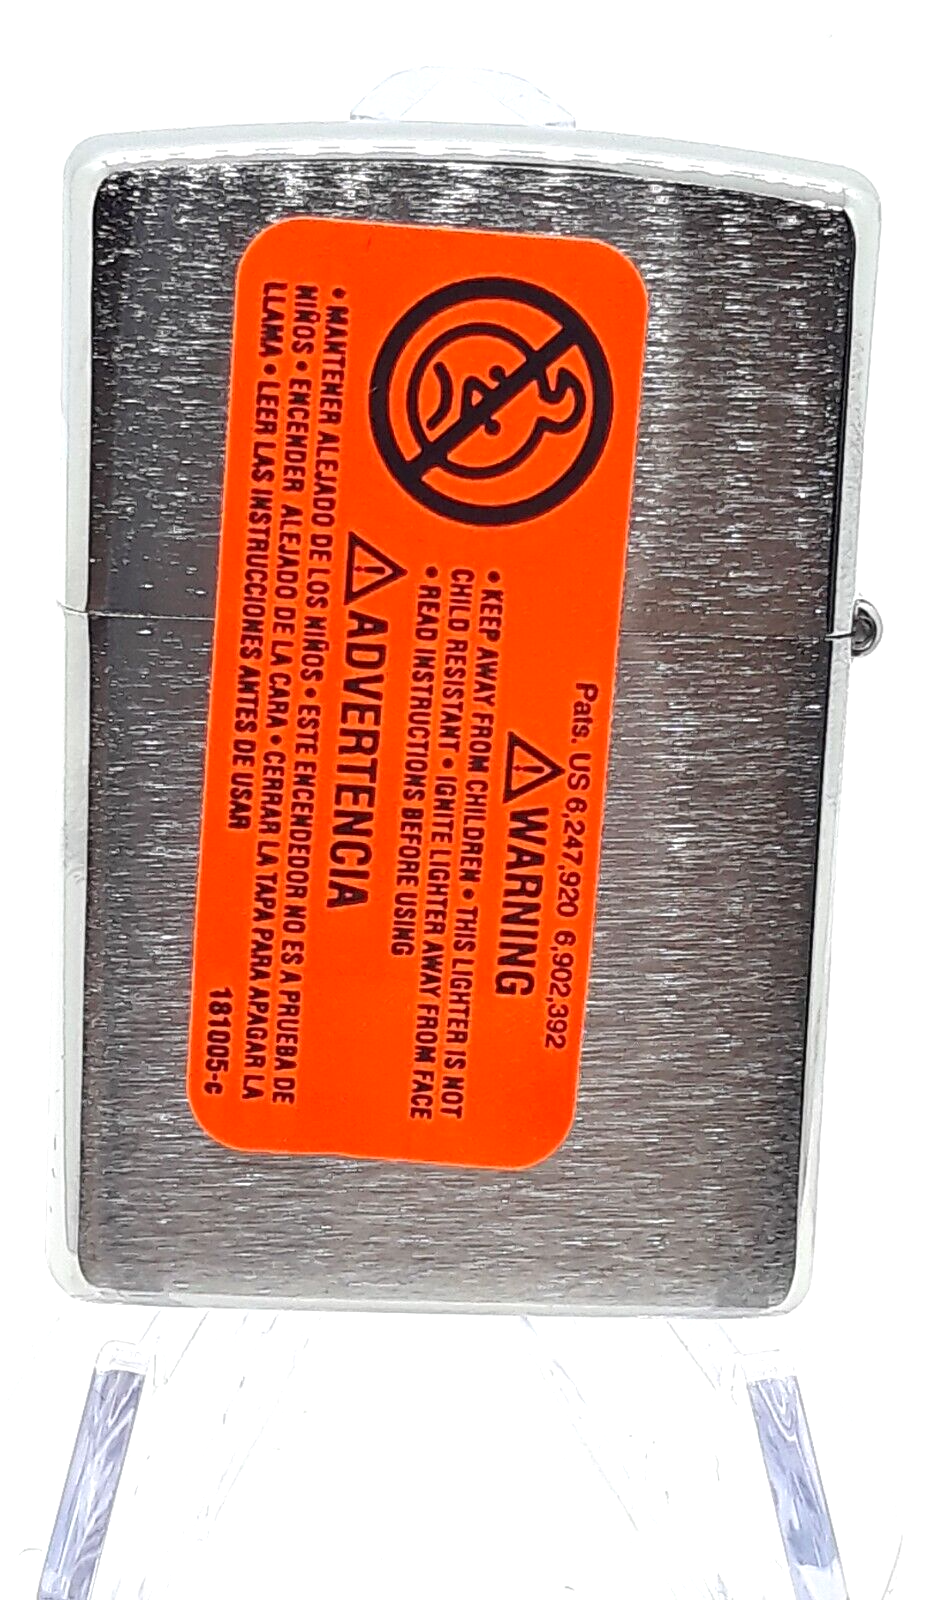 Pats. US 6,247,920 6,902,392
WARNING
• KEEP AWAY FROM CHILDREN • THIS LIGHTER IS NOT
CHILD RESISTANT • IGNITE LIGHTER AWAY FROM FACE
• READ INSTRUCTIONS BEFORE USING
ADVERTENCIA
• MANTENER ALEJADO DE LOS NIÑOS • ESTE ENCENDEDOR NO ES A PRUEBA DE
NIÑOS • ENCENDER ALEJADO DE LA CARA • CERRAR LA TAPA PARA APAGAR LA
LLAMA • LEER LAS INSTRUCCIONES ANTES DE USAR
181005-c